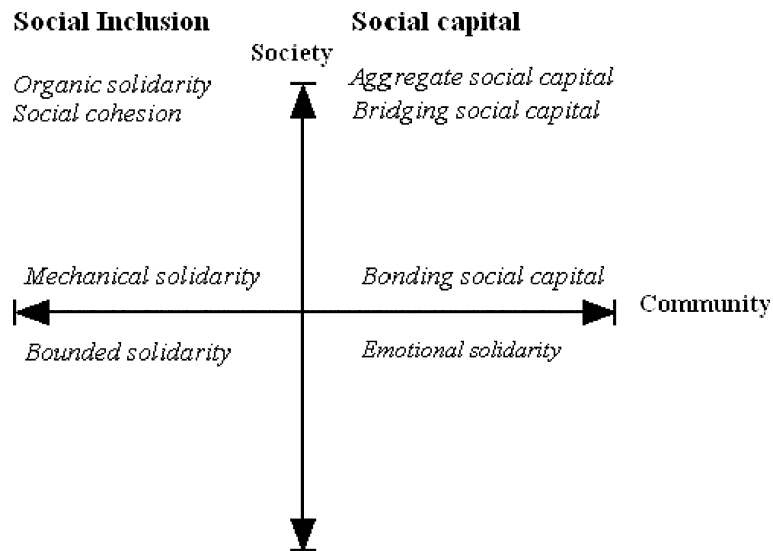 Social Inclusion
Social capital
Society
Organic solidarity
Social cohesion
Aggregate social capital
Bridging social capital
Mechanical solidarity
Bonding social capital
Community
Bounded solidarity
Emotional solidarity